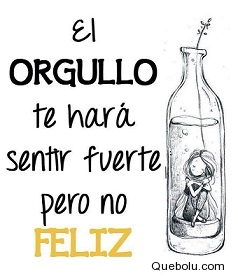 El
ORGULLO
te hará
sentir fuerte
pero no
FELIZ
Quebolu.com